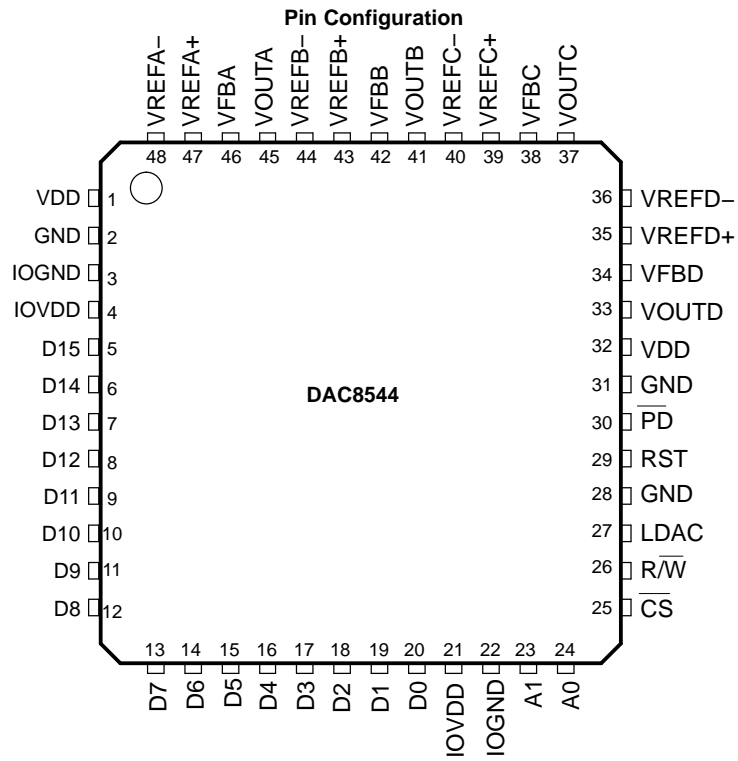 Pin Configuration
VREFA–
VREFA+
VFBA
VOUTA
VREFB–
VREFB+
VFBB
VOUTB
VREFC–
VREFC+
VFBC
VOUTC
48 47 46 45 44 43 42 41 40 39 38 37
VDD 1
GND 2
IOGND 3
IOVDD 4
D15 5
D14 6
D13 7
D12 8
D11 9
D10 10
D9 11
D8 12
DAC8544
36 VREFD–
35 VREFD+
34 VFBD
33 VOUTD
32 VDD
31 GND
30 P̅D̅
29 RST
28 GND
27 LDAC
26 R/W̅
25 C̅S̅
13 14 15 16 17 18 19 20 21 22 23 24
D7
D6
D5
D4
D3
D2
D1
D0
IOVDD
IOGND
A1
A0